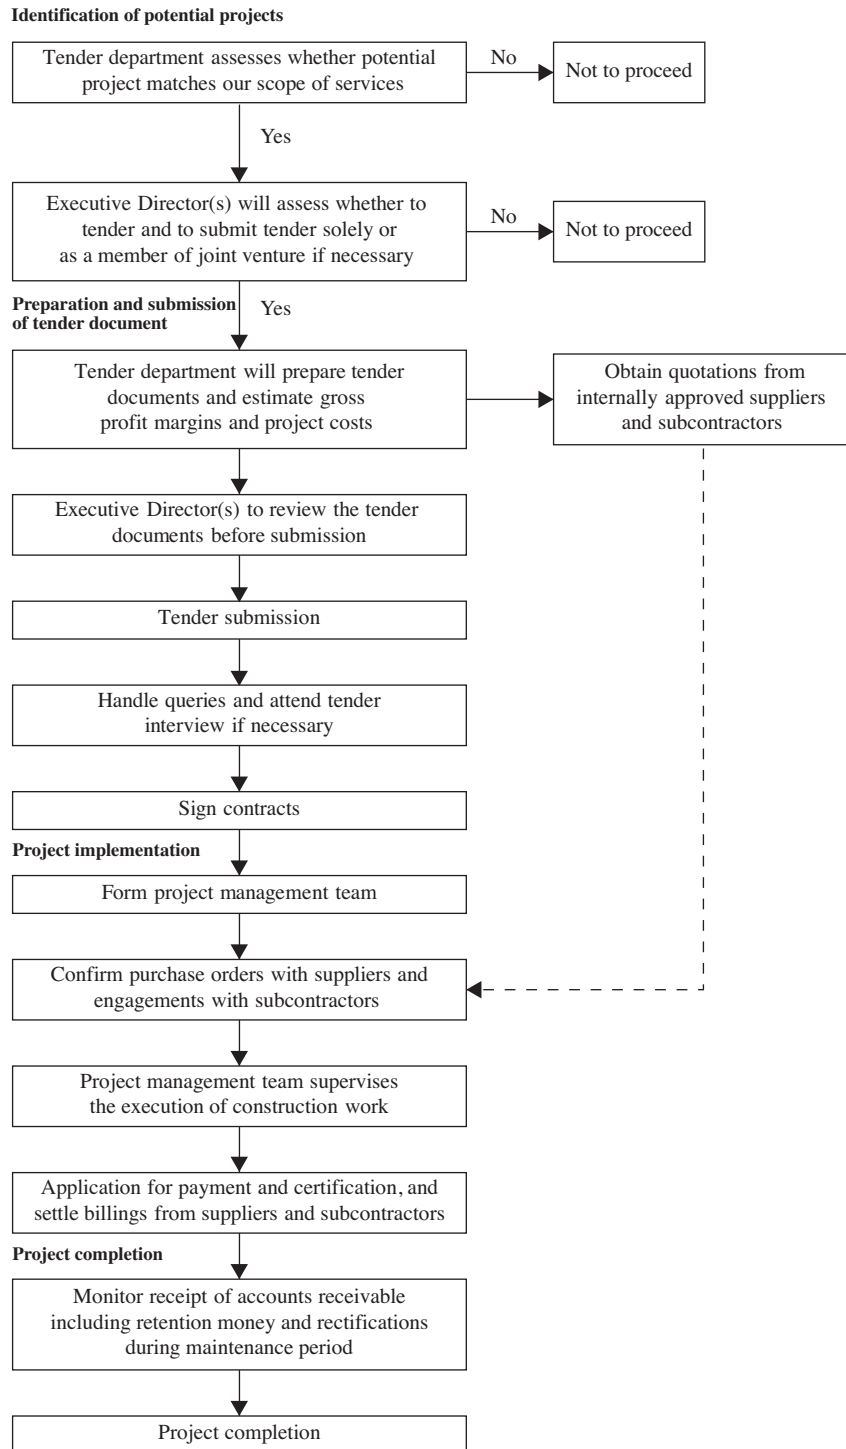 Identification of potential projects
Tender department assesses whether potential
project matches our scope of services
No
Not to proceed
Yes
Executive Director(s) will assess whether to
tender and to submit tender solely or
as a member of joint venture if necessary
No
Not to proceed
Preparation and submission
of tender document
Yes
Tender department will prepare tender
documents and estimate gross
profit margins and project costs
Obtain quotations from
internally approved suppliers
and subcontractors
Executive Director(s) to review the tender
documents before submission
Tender submission
Handle queries and attend tender
interview if necessary
Sign contracts
Project implementation
Form project management team
Confirm purchase orders with suppliers and
engagements with subcontractors
Project management team supervises
the execution of construction work
Application for payment and certification, and
settle billings from suppliers and subcontractors
Project completion
Monitor receipt of accounts receivable
including retention money and rectifications
during maintenance period
Project completion